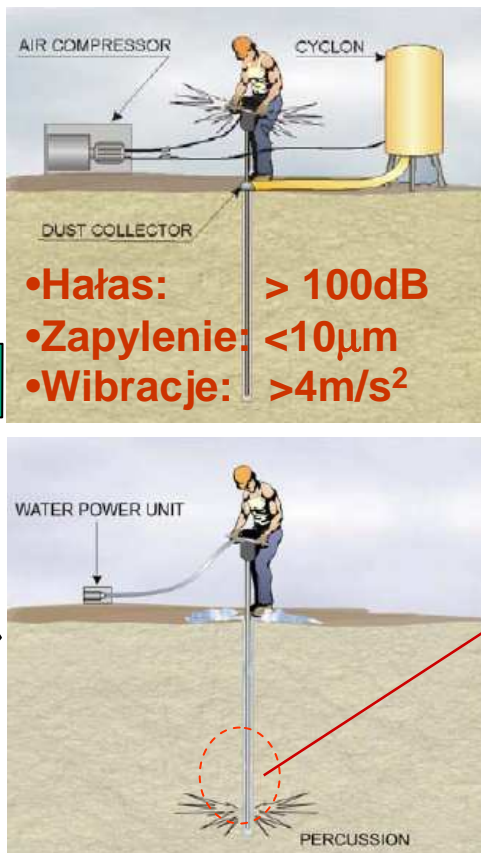 AIR COMPRESSOR
CYCLON
DUST COLLECTOR
•Hałas: > 100dB
•Zapylenie: <10μm
•Wibracje: >4m/s²
WATER POWER UNIT
PERCUSSION